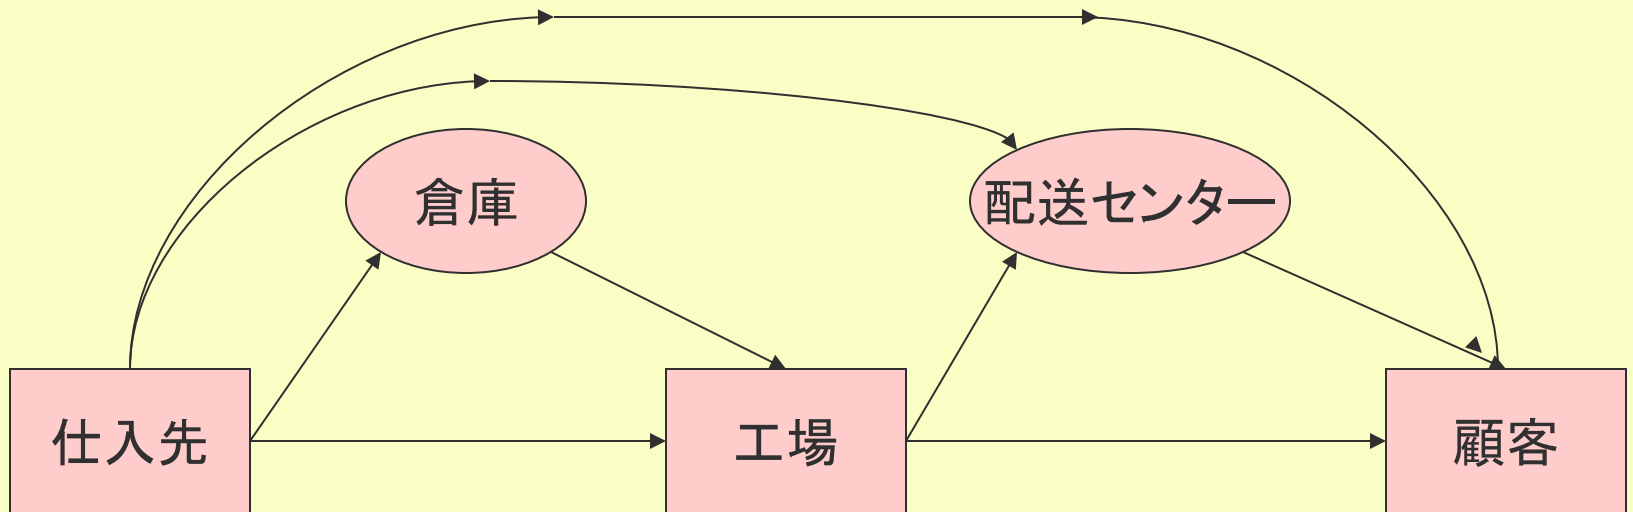 倉庫
配送センター
仕入先
工場
顧客